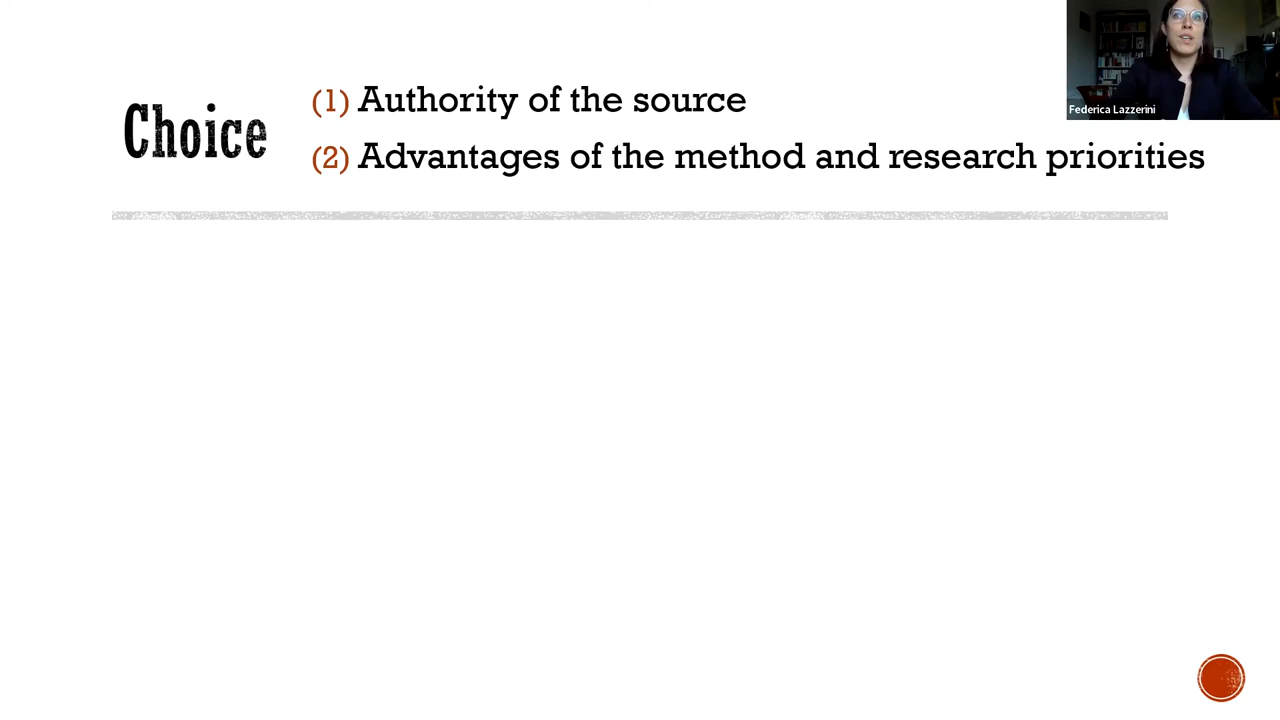 Choice
(1) Authority of the source
(2) Advantages of the method and research priorities
Federica Lazzerini